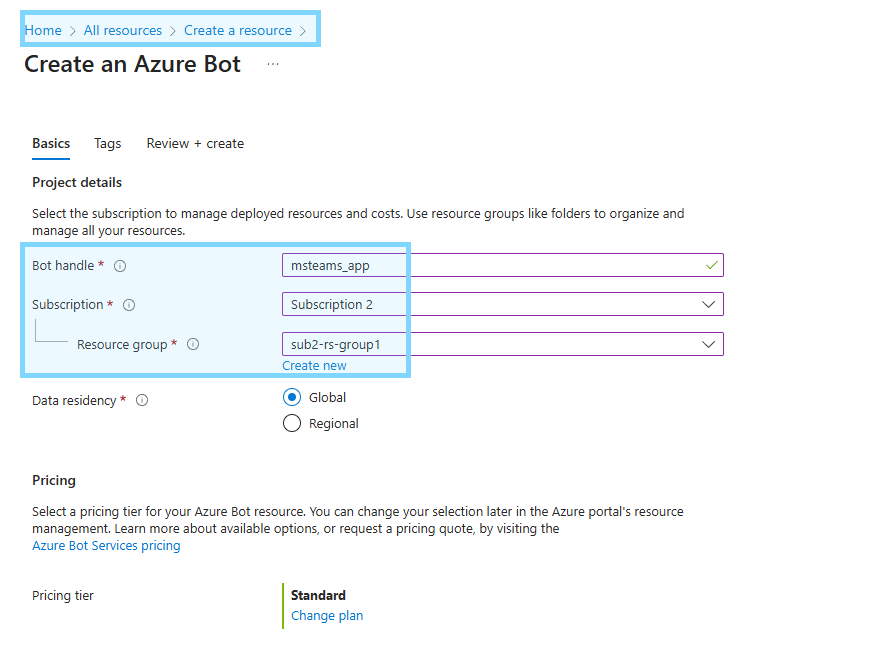 Home > All resources > Create a resource >
Create an Azure Bot ...
Basics Tags Review + create
Project details
Select the subscription to manage deployed resources and costs. Use resource groups like folders to organize and
manage all your resources.
Bot handle * msteams_app
Subscription * Subscription 2
Resource group * sub2-rs-group1
Create new
Data residency * Global
Regional
Pricing
Select a pricing tier for your Azure Bot resource. You can change your selection later in the Azure portal's resource
management. Learn more about available options, or request a pricing quote, by visiting the
Azure Bot Services pricing
Pricing tier Standard
Change plan